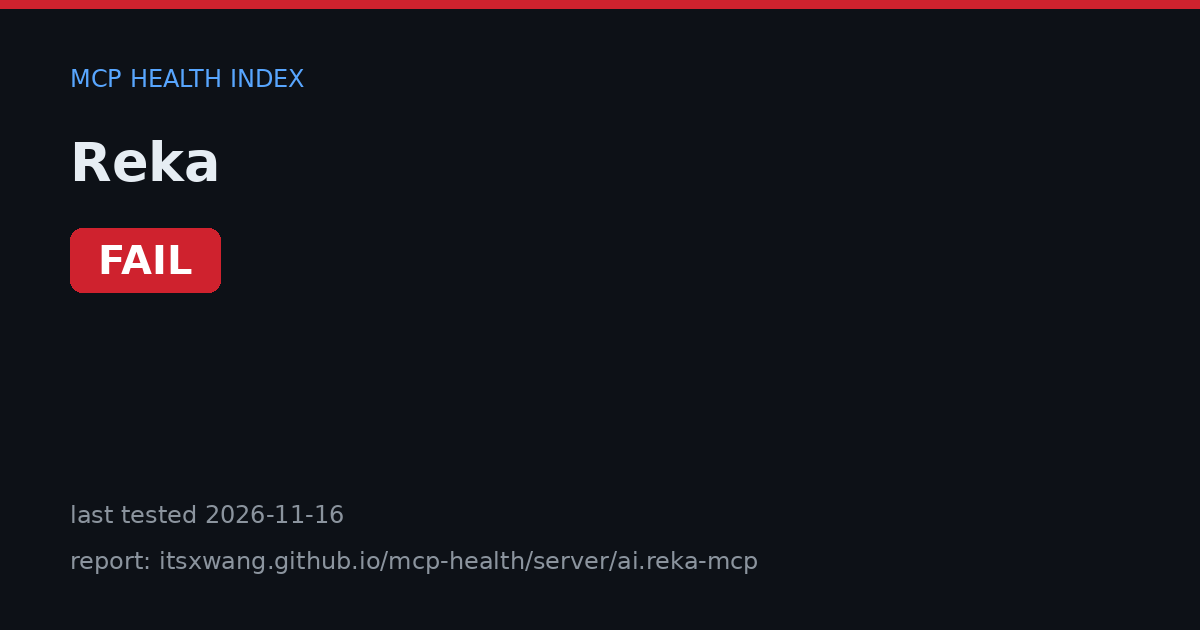 MCP HEALTH INDEX
Reka
FAIL
last tested 2026-11-16
report: itsxwang.github.io/mcp-health/server/ai.reka-mcp